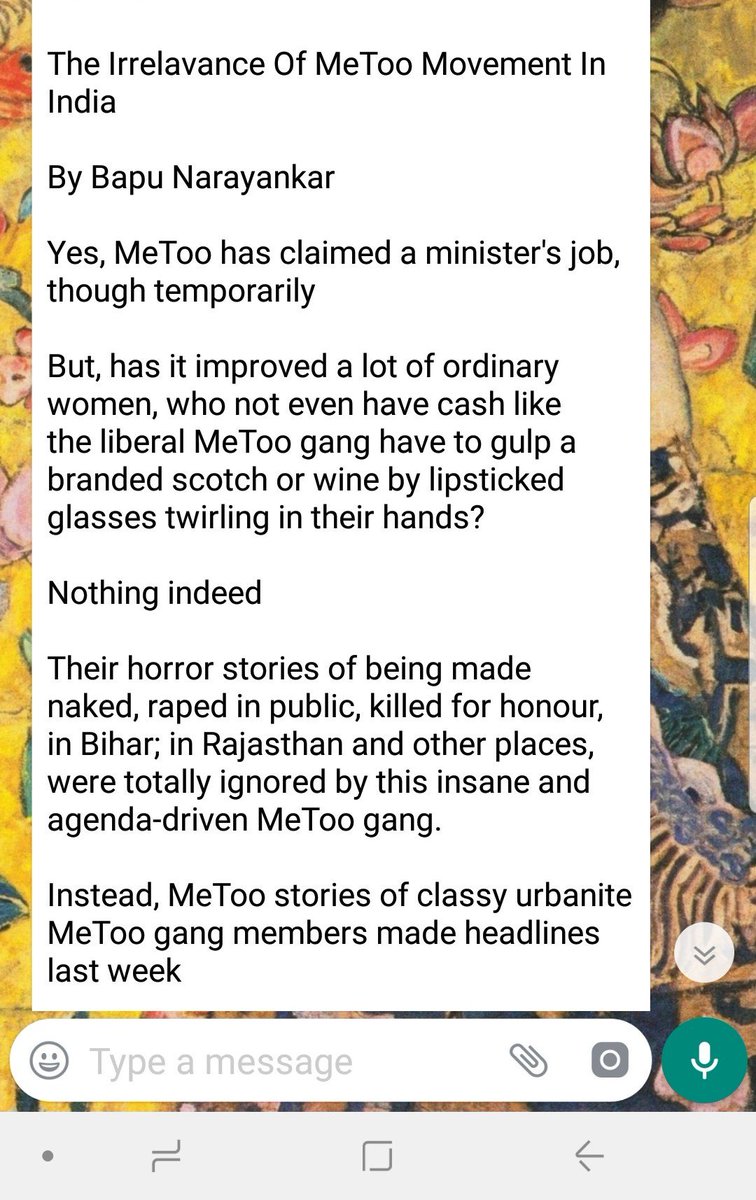 The Irrelavance Of MeToo Movement In
India
By Bapu Narayankar
Yes, MeToo has claimed a minister's job,
though temporarily
But, has it improved a lot of ordinary
women, who not even have cash like
the liberal MeToo gang have to gulp a
branded scotch or wine by lipsticked
glasses twirling in their hands?
Nothing indeed
Their horror stories of being made
naked, raped in public, killed for honour,
in Bihar; in Rajasthan and other places,
were totally ignored by this insane and
agenda-driven MeToo gang.
Instead, MeToo stories of classy urbanite
MeToo gang members made headlines
last week
Type a message